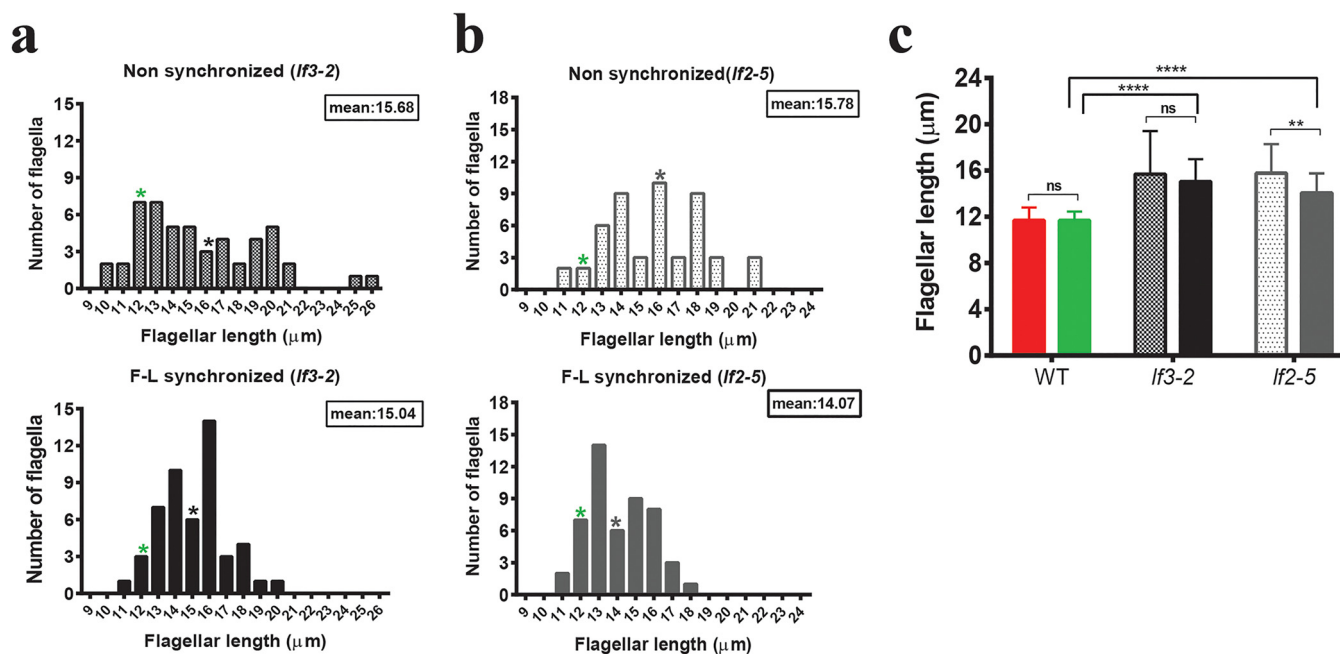 a
Non synchronized (lf3-2)
mean:15.68
Number of flagella
15
12
9
6
3
0
*
*
9 10 11 12 13 14 15 16 17 18 19 20 21 22 23 24 25 26
Flagellar length (μm)
F-L synchronized (lf3-2)
mean:15.04
Number of flagella
15
12
9
6
3
0
*
*
9 10 11 12 13 14 15 16 17 18 19 20 21 22 23 24 25 26
Flagellar length (μm)
b
Non synchronized(lf2-5)
mean:15.78
Number of flagella
18
15
12
9
6
3
0
*
*
9 10 11 12 13 14 15 16 17 18 19 20 21 22 23 24
Flagellar length (μm)
F-L synchronized (lf2-5)
mean:14.07
Number of flagella
18
15
12
9
6
3
0
*
*
9 10 11 12 13 14 15 16 17 18 19 20 21 22 23 24
Flagellar length (μm)
c
Flagellar length (μm)
24
20
16
12
8
4
0
****
****
ns
**
ns
WT lf3-2 lf2-5